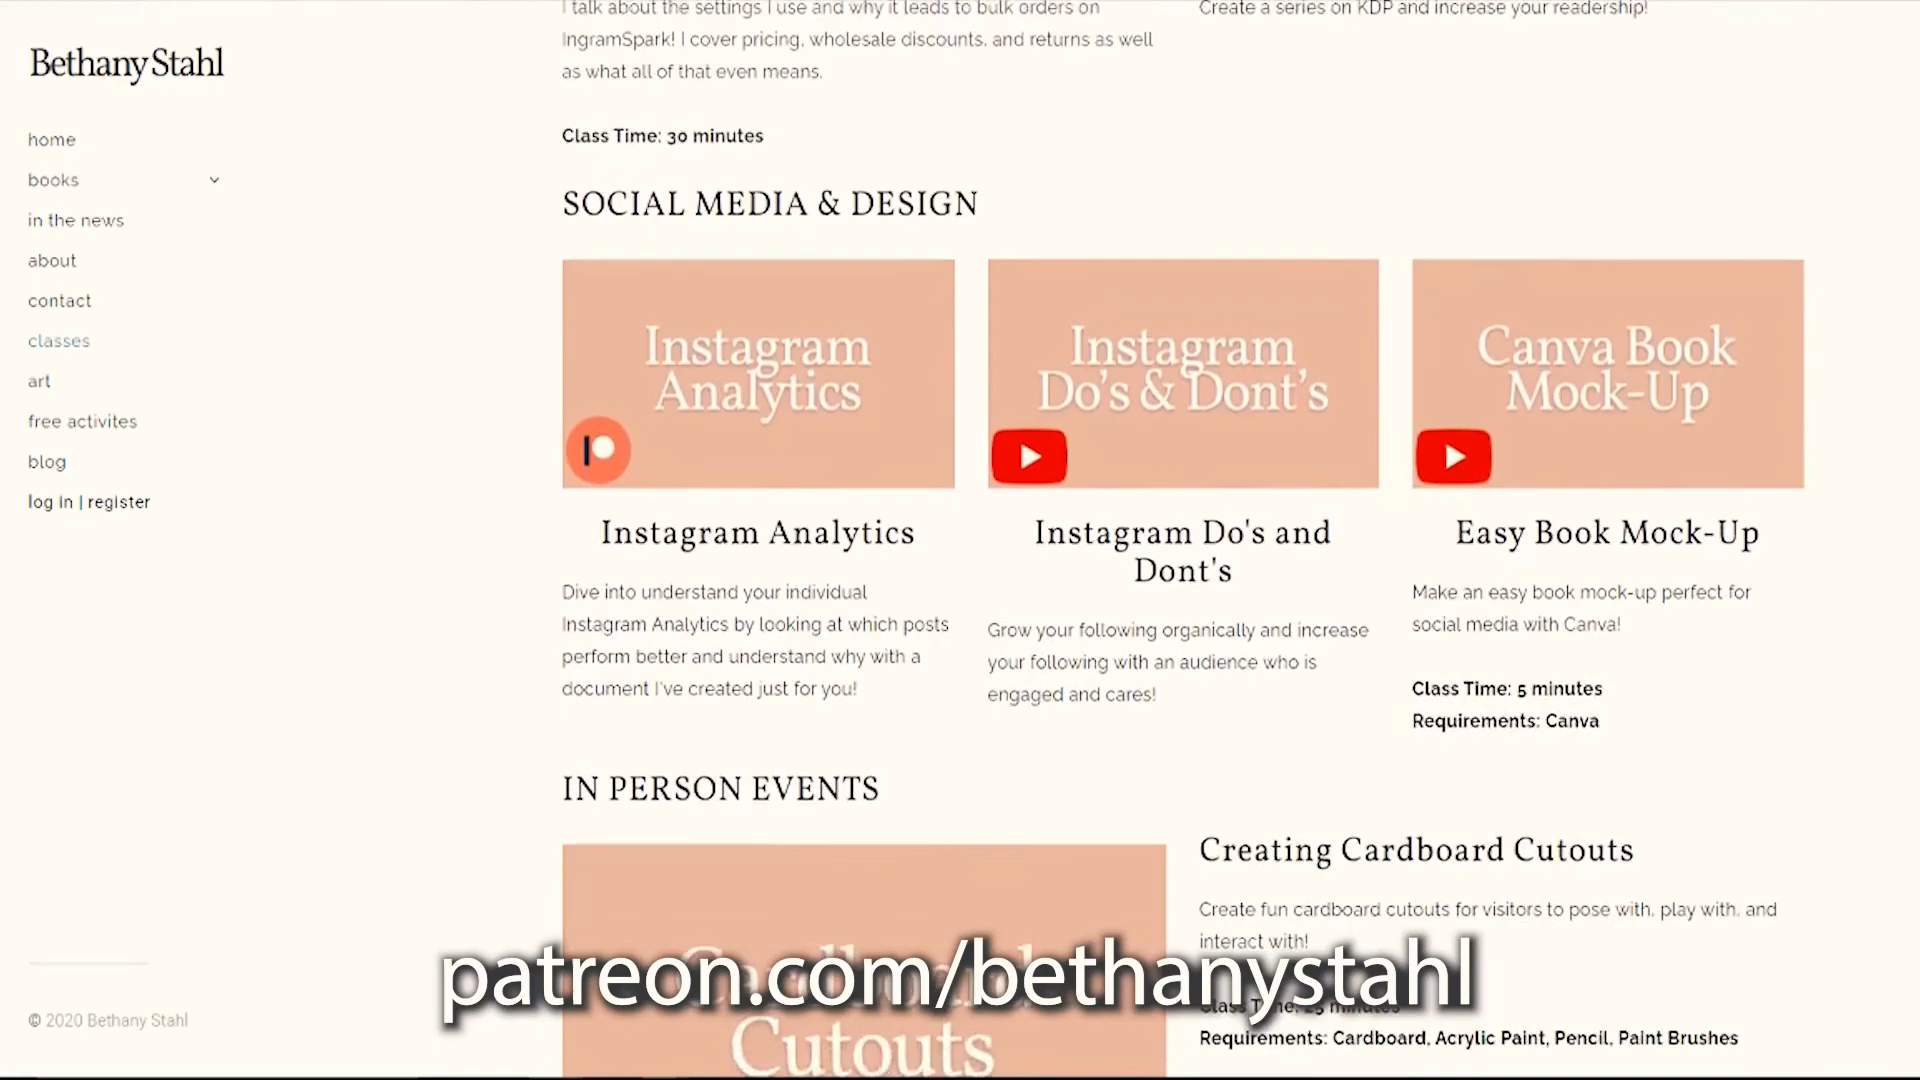 Bethany Stahl
home
books
in the news
about
contact
classes
art
free activites
blog
log in | register
© 2020 Bethany Stahl
I talk about the settings I use and why it leads to bulk orders on
IngramSpark! I cover pricing, wholesale discounts, and returns as well
as what all of that even means.
Class Time: 30 minutes
Create a series on KDP and increase your readership!
SOCIAL MEDIA & DESIGN
Instagram
Analytics
Instagram Analytics
Dive into understand your individual
Instagram Analytics by looking at which posts
perform better and understand why with a
document I've created just for you!
Instagram
Do's & Dont's
Instagram Do's and
Dont's
Grow your following organically and increase
your following with an audience who is
engaged and cares!
Canva Book
Mock-Up
Easy Book Mock-Up
Make an easy book mock-up perfect for
social media with Canva!
Class Time: 5 minutes
Requirements: Canva
IN PERSON EVENTS
Cardboard
Cutouts
Creating Cardboard Cutouts
Create fun cardboard cutouts for visitors to pose with, play with, and
interact with!
Class Time: 25 minutes
Requirements: Cardboard, Acrylic Paint, Pencil, Paint Brushes
patreon.com/bethanystahl